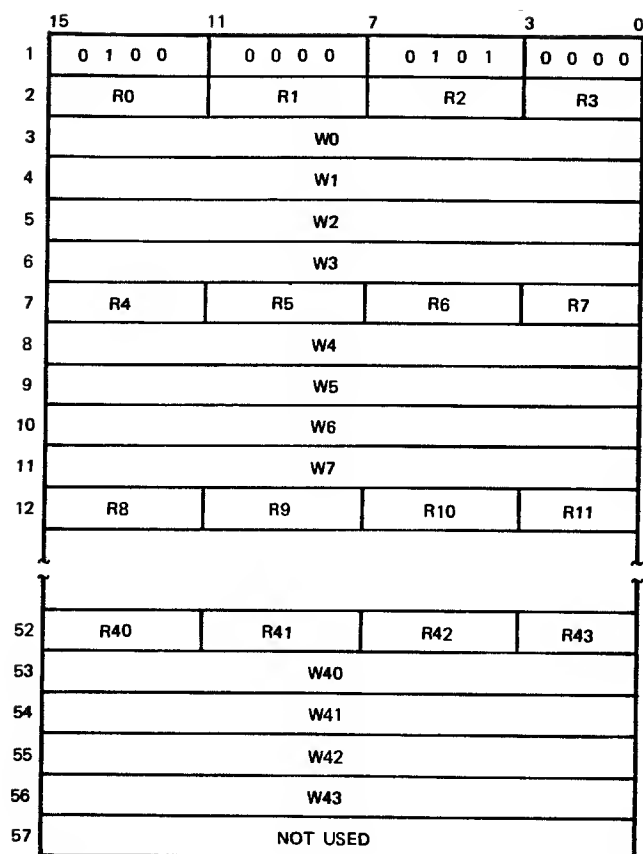 15 11 7 3 0
1 0 1 0 0 0 0 0 0 0 1 0 1 0 0 0 0
2 R0 R1 R2 R3
3 W0
4 W1
5 W2
6 W3
7 R4 R5 R6 R7
8 W4
9 W5
10 W6
11 W7
12 R8 R9 R10 R11
52 R40 R41 R42 R43
53 W40
54 W41
55 W42
56 W43
57 NOT USED